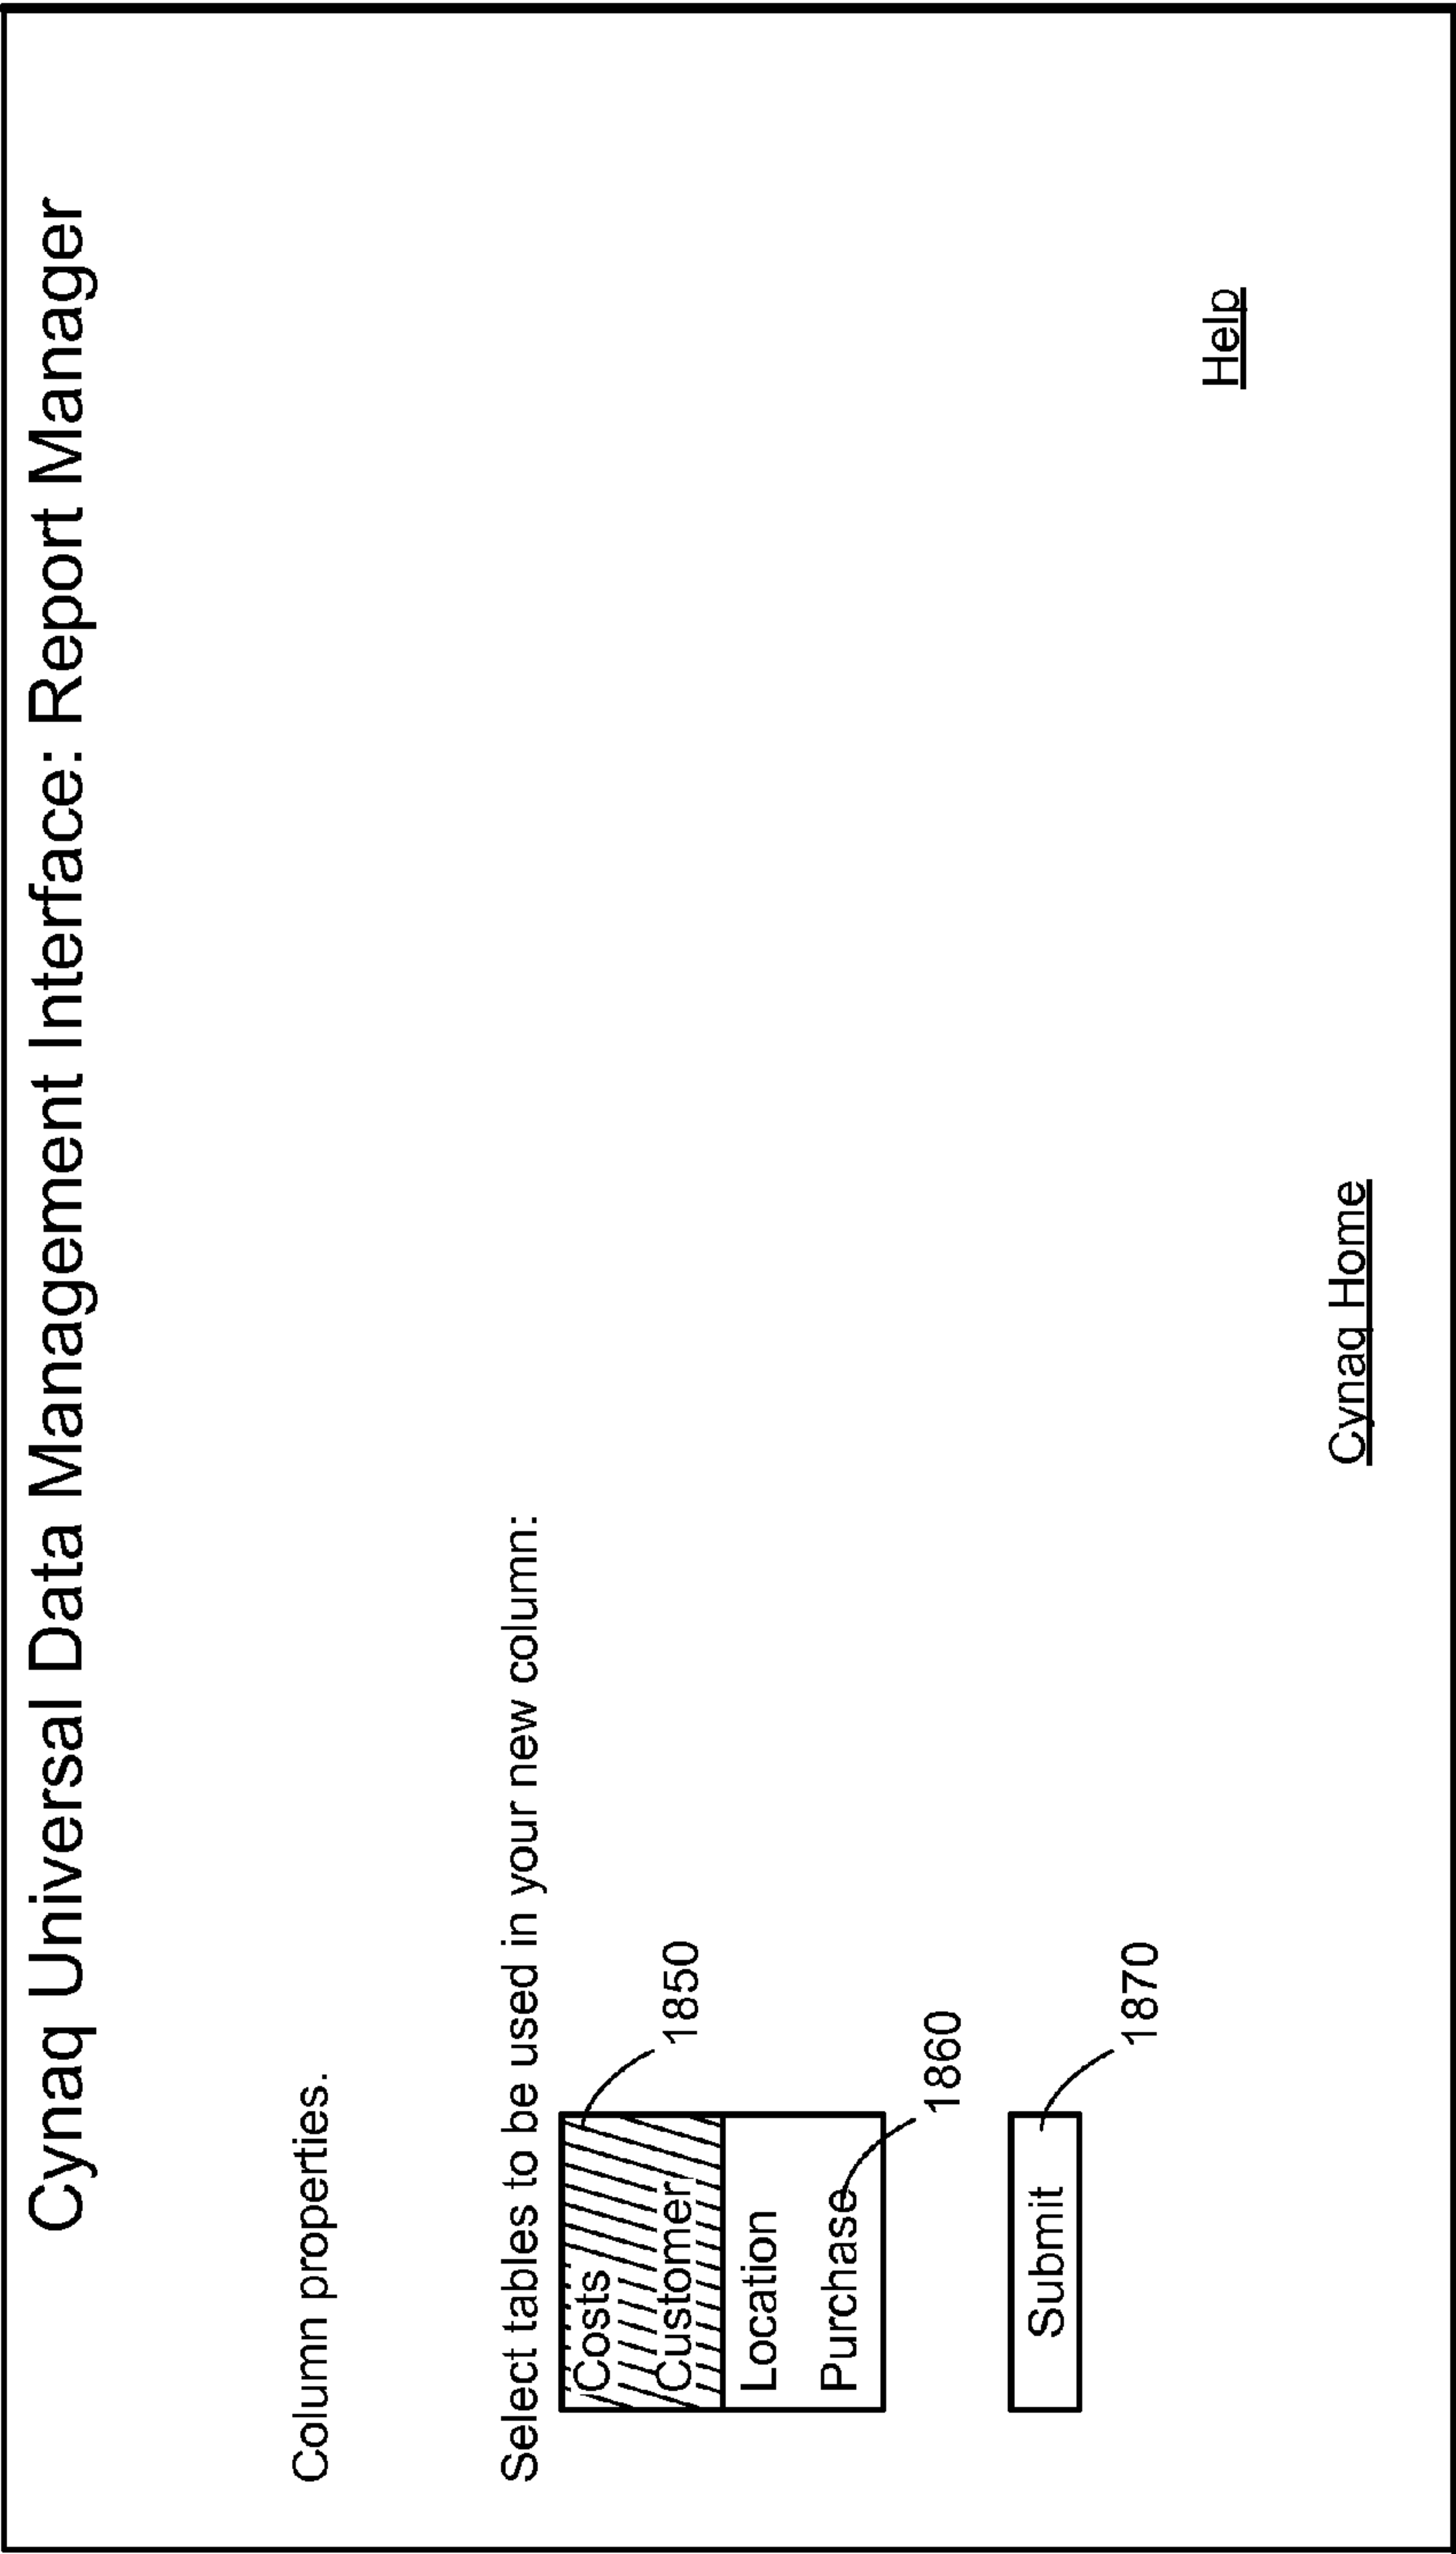 Cynaq Universal Data Management Interface: Report Manager
Column properties.
Select tables to be used in your new column:
Costs
1850
Customer
Location
Purchase
1860
Submit
1870
Help
Cynaq Home